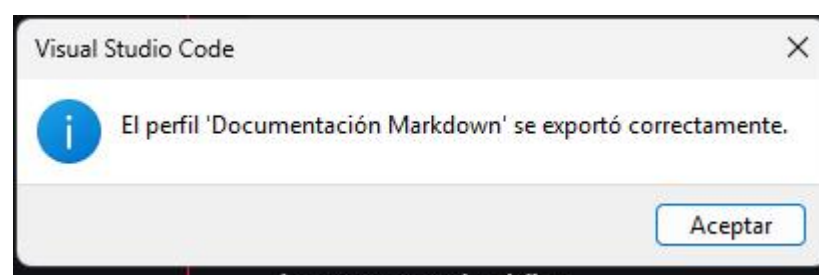 Visual Studio Code
El perfil 'Documentación Markdown' se exportó correctamente.
Aceptar